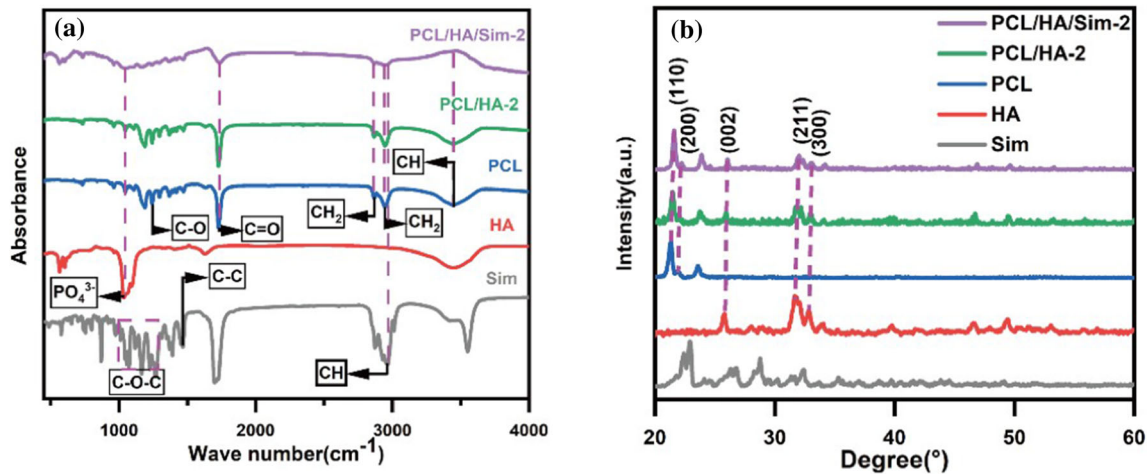 (a)
PCL/HA/Sim-2
PCL/HA-2
CH
PCL
CH₂
CH₂
C-O
C=O
HA
C-C
PO₄³⁻
Sim
C-O-C
CH
Absorbance
1000
2000
3000
4000
Wave number(cm⁻¹)
(b)
PCL/HA/Sim-2
PCL/HA-2
PCL
HA
Sim
(110)
(200)
(002)
(211)
(300)
Intensity(a.u.)
20
30
40
50
60
Degree(°)